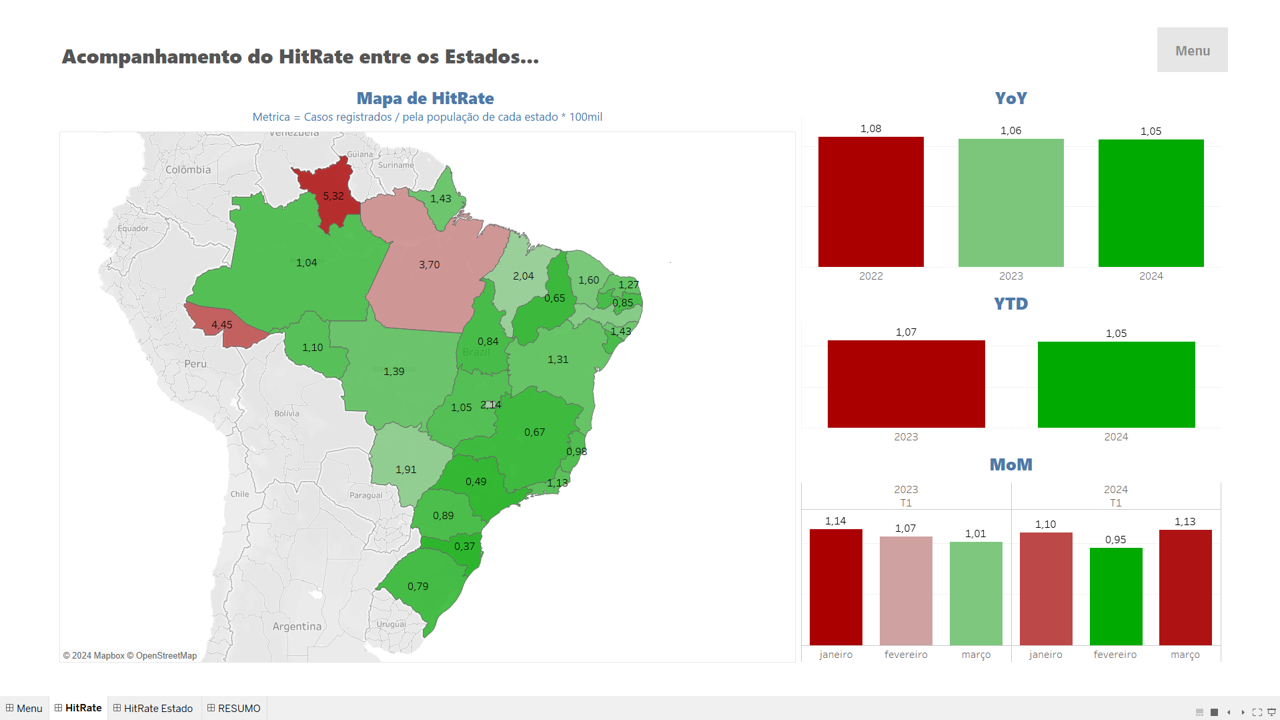 Acompanhamento do HitRate entre os Estados...
Menu
Mapa de HitRate
Metrica = Casos registrados / pela população de cada estado * 100mil
Venezuela
Guiana
Suriname
Colômbia
Equador
Peru
Brazil
Bolívia
Paraguai
Chile
Argentina
Uruguai
5,32
1,43
1,04
3,70
2,04
1,60
1,27
0,65
0,85
4,45
1,43
1,10
0,84
1,31
1,39
1,05
2,14
0,67
0,98
1,91
0,49
1,13
0,89
0,37
0,79
© 2024 Mapbox © OpenStreetMap
YoY
1,08
1,06
1,05
2022
2023
2024
YTD
1,07
1,05
2023
2024
MoM
2023
2024
T1
T1
1,14
1,07
1,01
1,10
0,95
1,13
janeiro
fevereiro
março
janeiro
fevereiro
março
Menu
HitRate
HitRate Estado
RESUMO